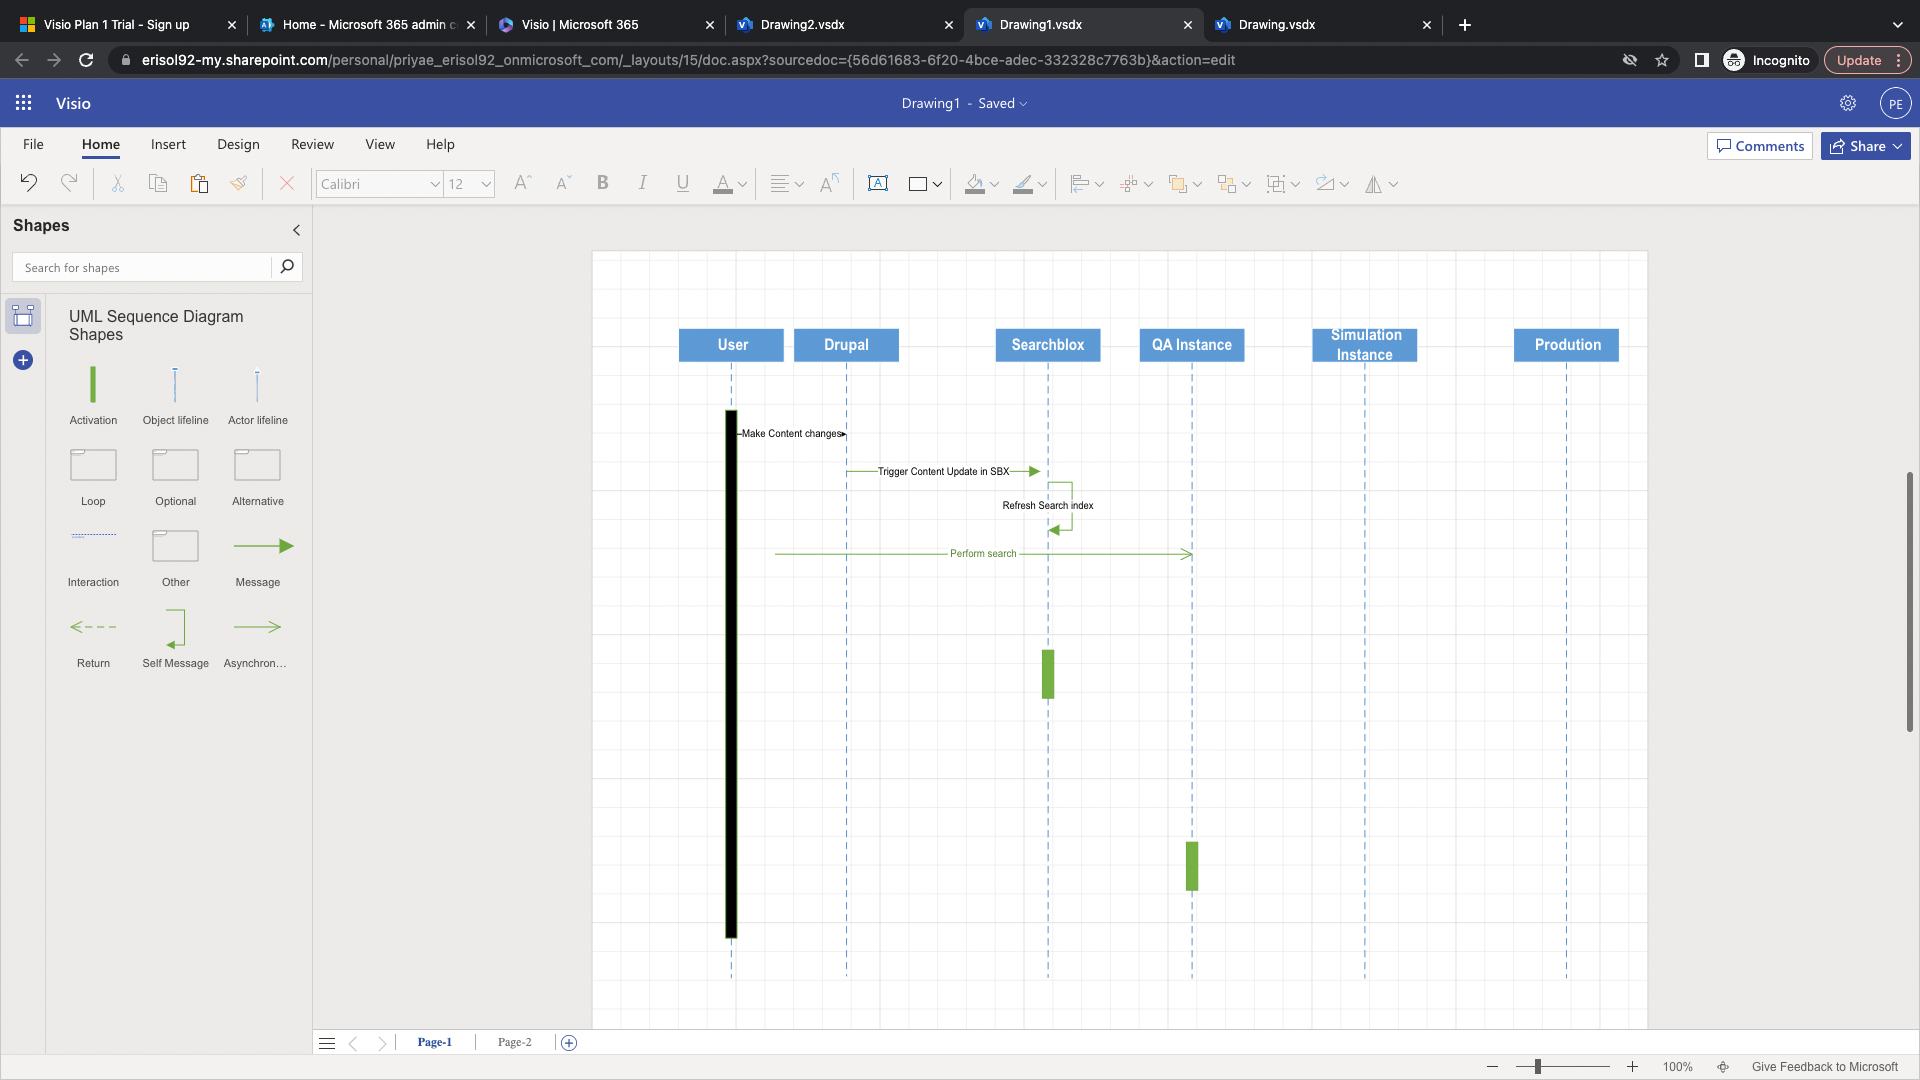 Visio Plan 1 Trial - Sign up
Home - Microsoft 365 admin c
Visio | Microsoft 365
Drawing2.vsdx
Drawing1.vsdx
Drawing.vsdx
erisol92-my.sharepoint.com/personal/priyae_erisol92_onmicrosoft_com/_layouts/15/doc.aspx?sourcedoc={56d61683-6f20-4bce-adec-332328c7763b}&action=edit
Incognito
Update
Visio
Drawing1 - Saved
PE
File
Home
Insert
Design
Review
View
Help
Comments
Share
Calibri
12
Shapes
Search for shapes
UML Sequence Diagram
Shapes
Activation
Object lifeline
Actor lifeline
Loop
Optional
Alternative
Interaction
Other
Message
Return
Self Message
Asynchron...
User
Drupal
Searchblox
QA Instance
Simulation
Instance
Prodution
Make Content changes
Trigger Content Update in SBX
Refresh Search index
Perform search
Page-1
Page-2
100%
Give Feedback to Microsoft